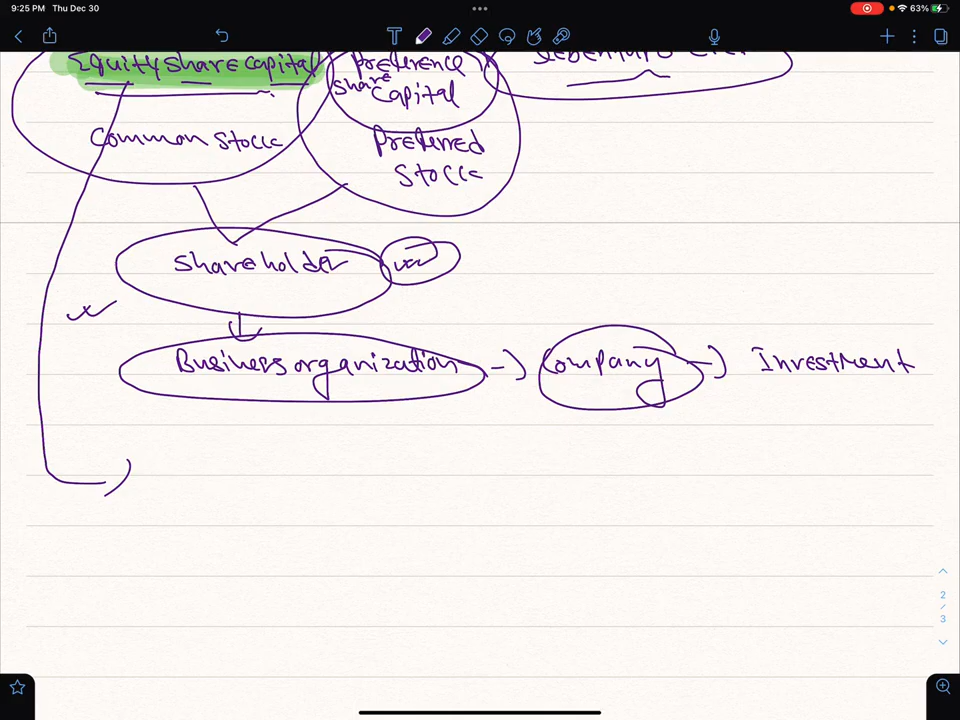 9:25 PM Thu Dec 30
63%
Equity share capital
Preference
share
capital
Common stock
Preferred
stock
shareholder
Business organization → Company → Investment
2
/
3